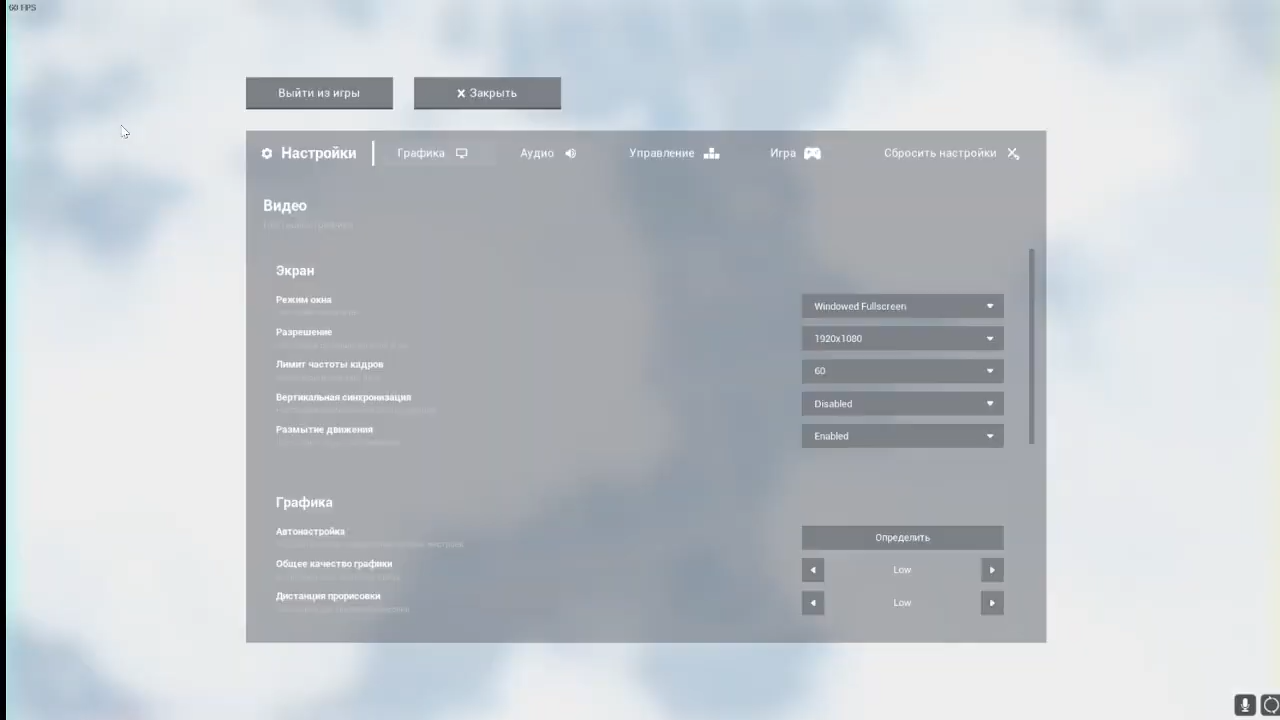 60 FPS
Выйти из игры
Закрыть
Настройки
Графика
Аудио
Управление
Игра
Сбросить настройки
Видео
Экран
Режим окна
Windowed Fullscreen
Разрешение
1920x1080
Лимит частоты кадров
60
Вертикальная синхронизация
Disabled
Размытие движения
Enabled
Графика
Автонастройка
Определить
Общее качество графики
Low
Дистанция прорисовки
Low